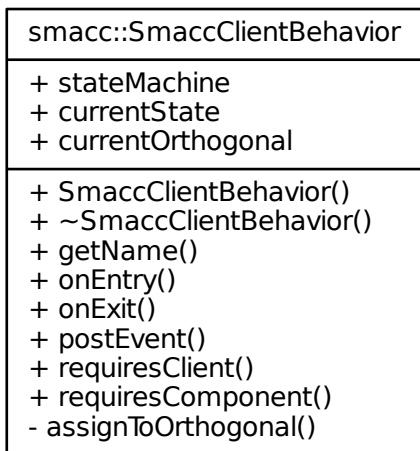 smacc::SmaccClientBehavior
+ stateMachine
+ currentState
+ currentOrthogonal
+ SmaccClientBehavior()
+ ~SmaccClientBehavior()
+ getName()
+ onEntry()
+ onExit()
+ postEvent()
+ requiresClient()
+ requiresComponent()
- assignToOrthogonal()